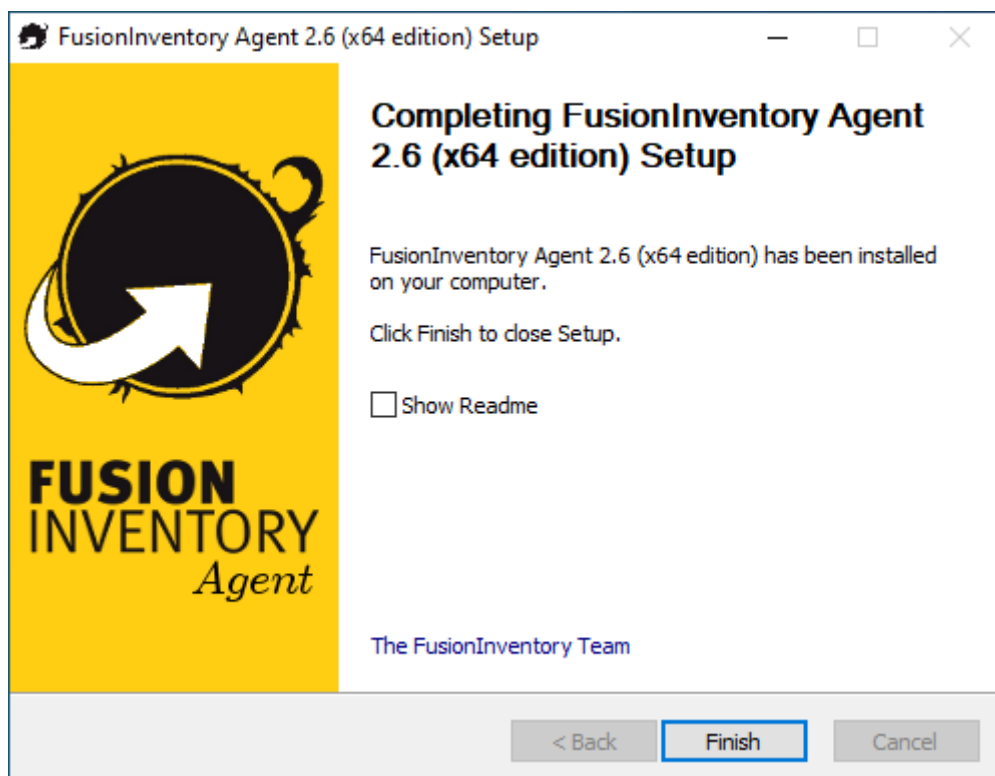 FusionInventory Agent 2.6 (x64 edition) Setup
Completing FusionInventory Agent
2.6 (x64 edition) Setup
FusionInventory Agent 2.6 (x64 edition) has been installed
on your computer.
Click Finish to close Setup.
Show Readme
FUSION
INVENTORY
Agent
The FusionInventory Team
< Back
Finish
Cancel